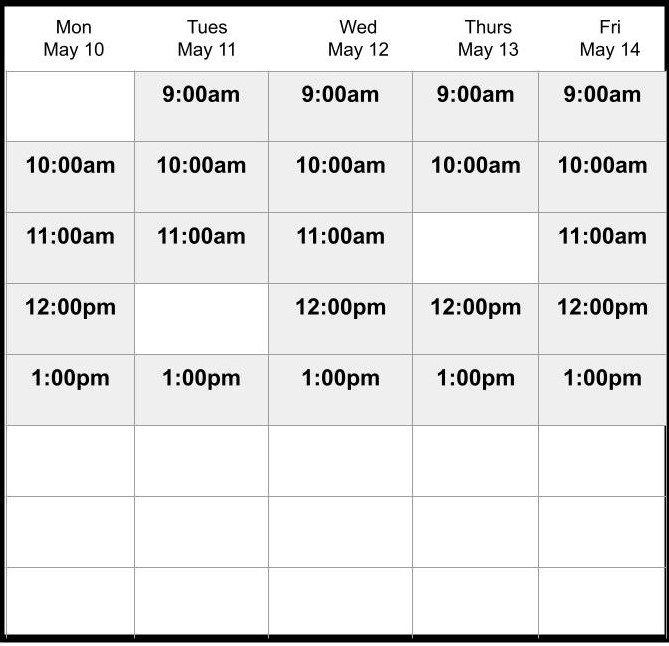 Mon Tues Wed Thurs Fri
May 10 May 11 May 12 May 13 May 14
9:00am 9:00am 9:00am 9:00am
10:00am 10:00am 10:00am 10:00am 10:00am
11:00am 11:00am 11:00am 11:00am
12:00pm 12:00pm 12:00pm 12:00pm
1:00pm 1:00pm 1:00pm 1:00pm 1:00pm